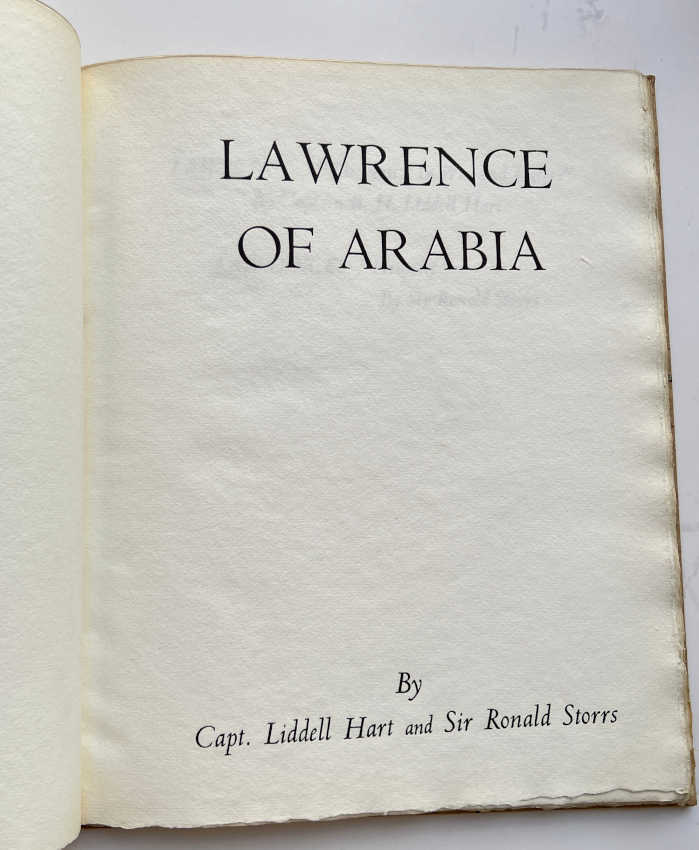 LAWRENCE
OF ARABIA
By
Capt. Liddell Hart and Sir Ronald Storrs